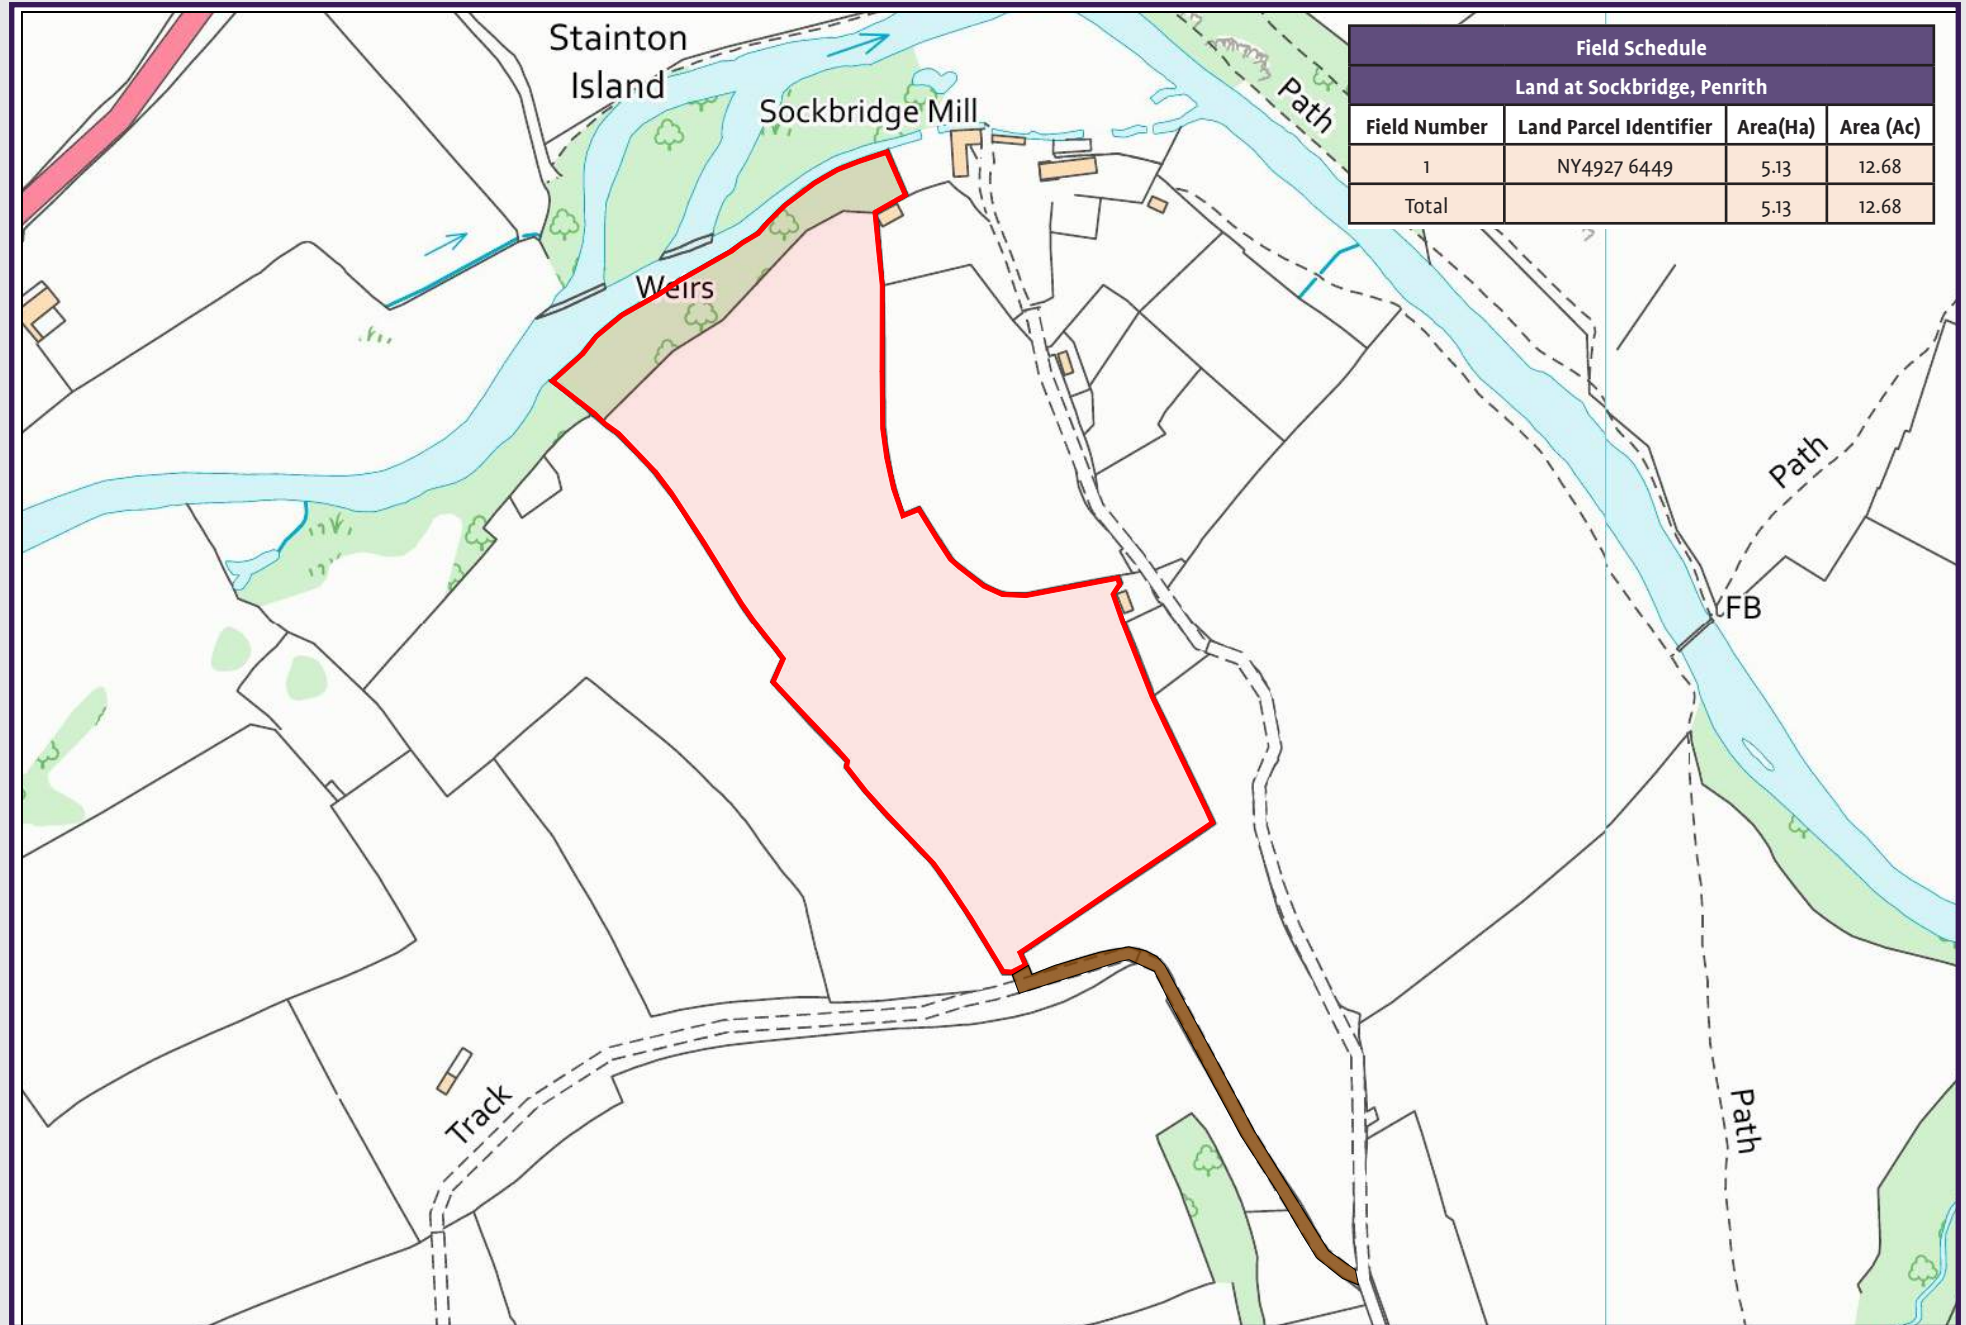 Stainton
Island
Sockbridge Mill
Weirs
Path
Field Schedule
Land at Sockbridge, Penrith
Field Number Land Parcel Identifier Area(Ha) Area (Ac)
1 NY4927 6449 5.13 12.68
Total 5.13 12.68
Path
FB
Track
Path